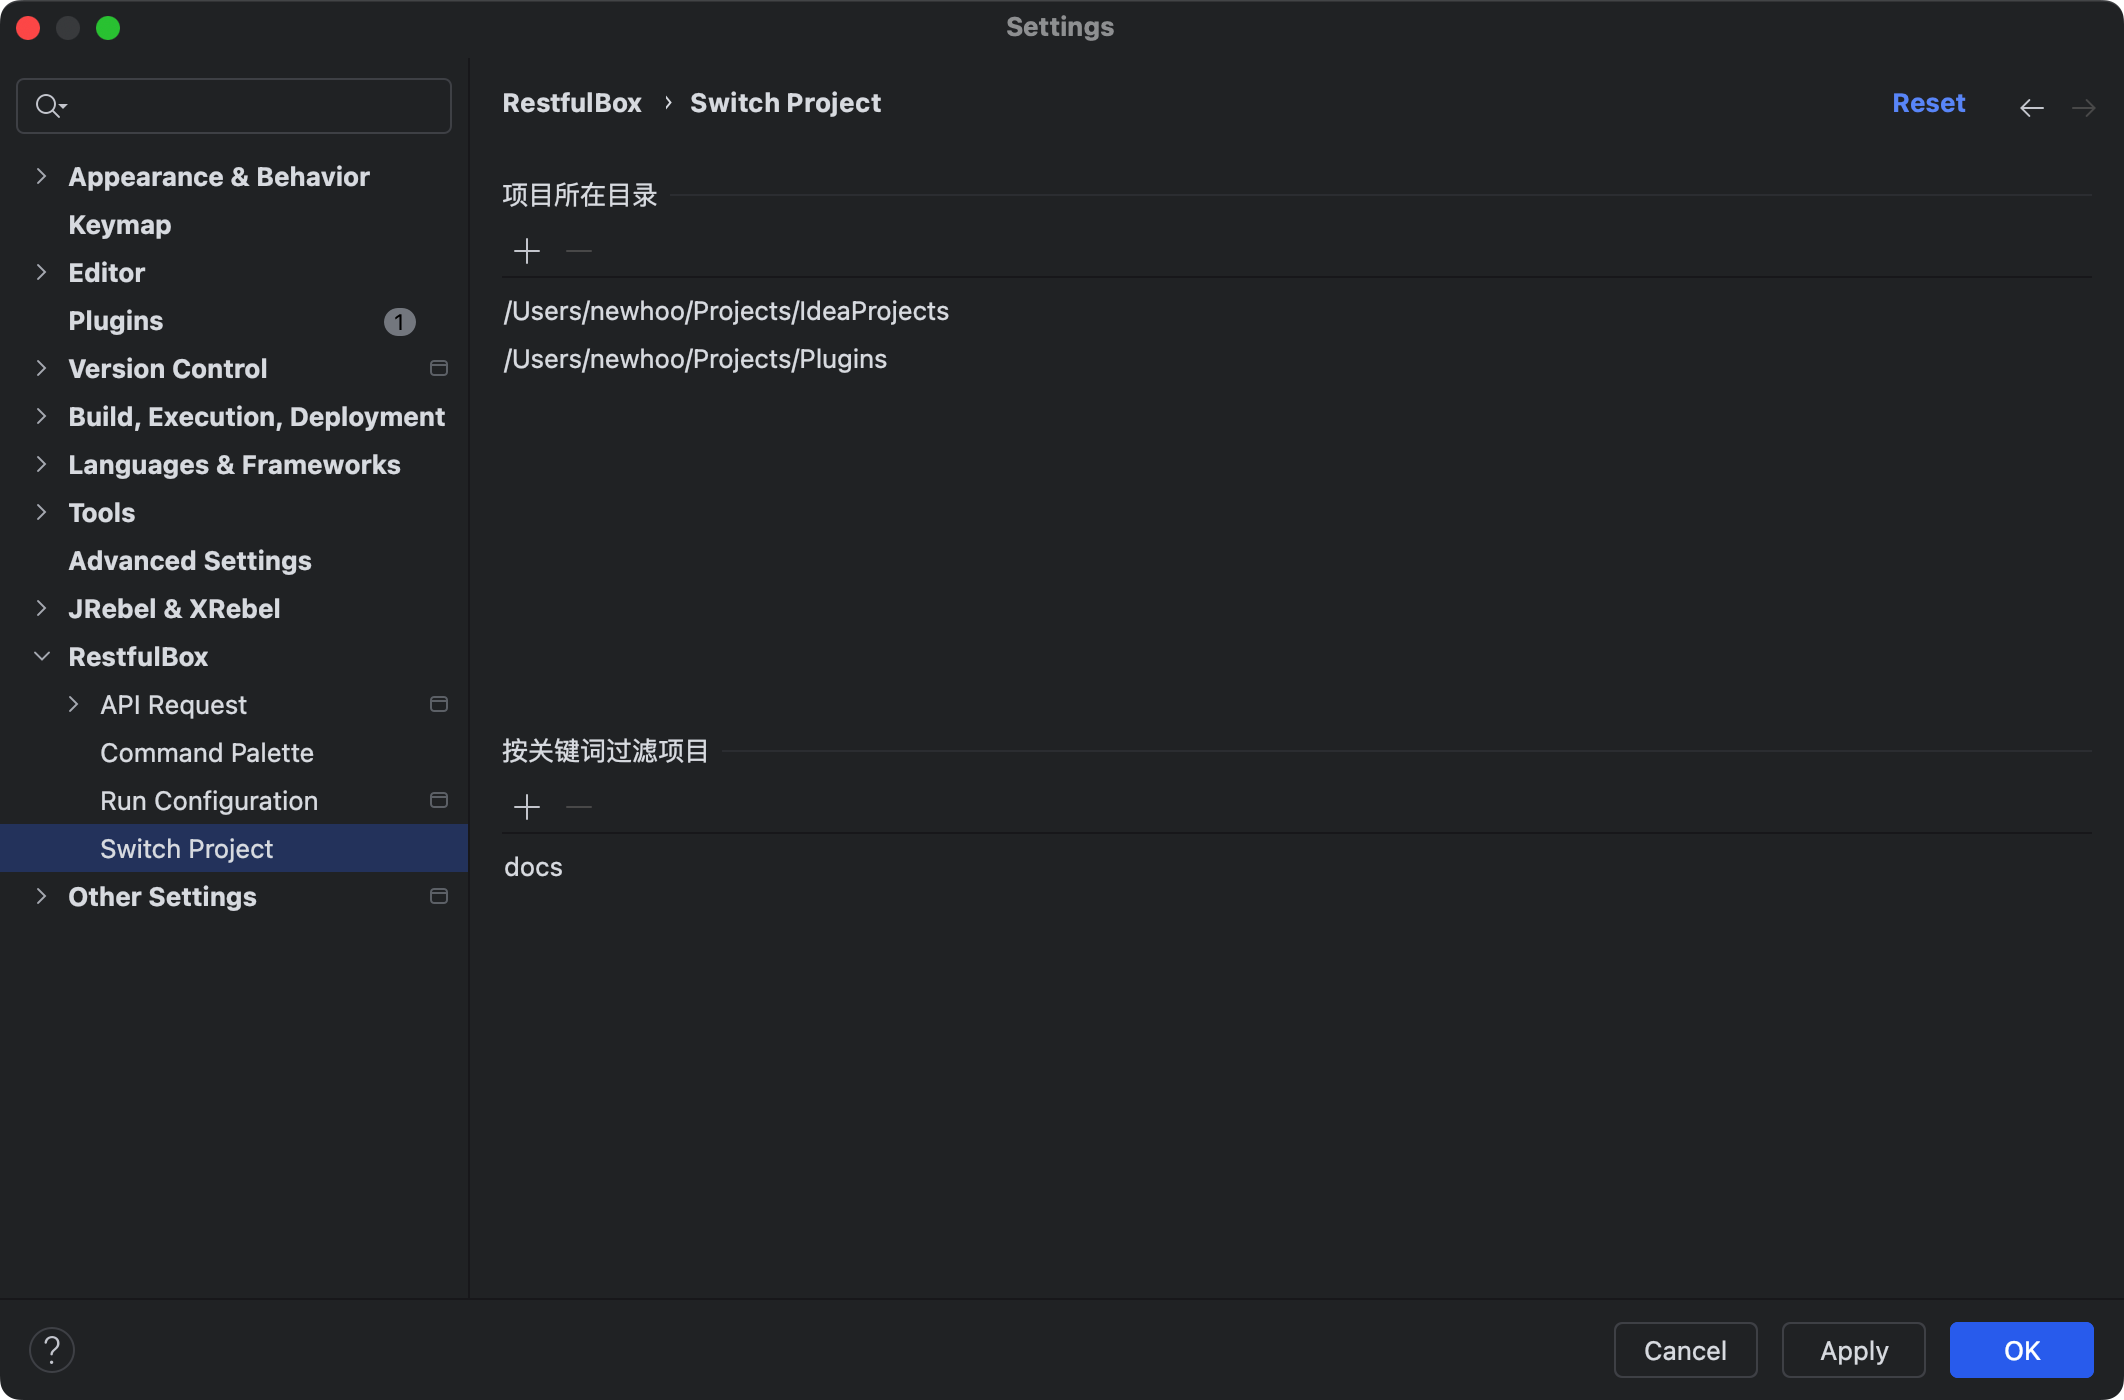 Settings
Appearance & Behavior
Keymap
Editor
Plugins 1
Version Control
Build, Execution, Deployment
Languages & Frameworks
Tools
Advanced Settings
JRebel & XRebel
RestfulBox
API Request
Command Palette
Run Configuration
Switch Project
Other Settings
RestfulBox › Switch Project
Reset
项目所在目录
/Users/newhoo/Projects/IdeaProjects
/Users/newhoo/Projects/Plugins
按关键词过滤项目
docs
?
Cancel
Apply
OK